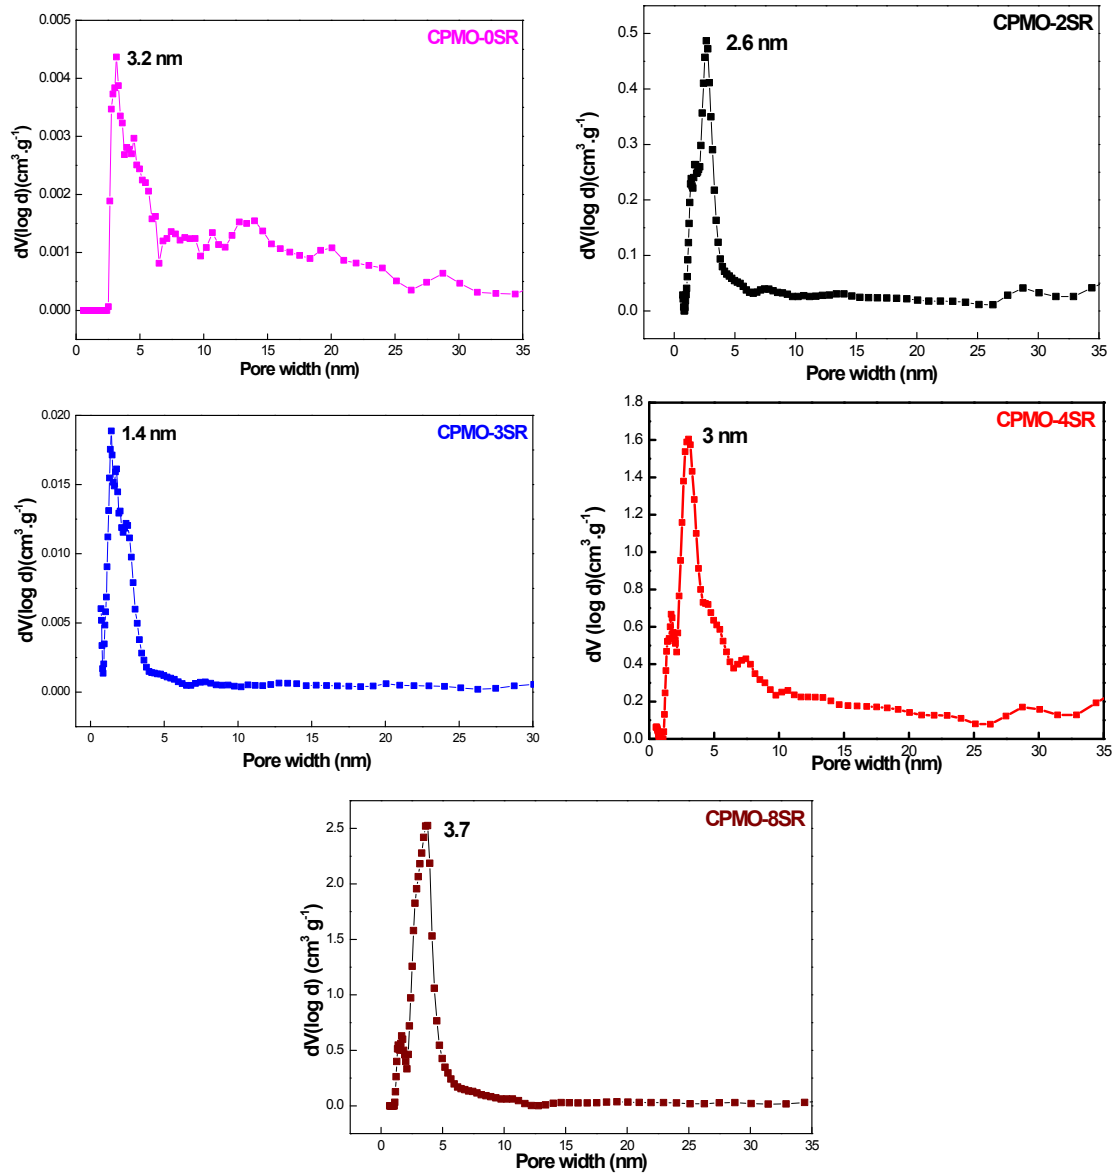 CPMO-0SR
3.2 nm
0.005
0.004
0.003
0.002
0.001
0.000
dV(log d)(cm³.g⁻¹)
0 5 10 15 20 25 30 35
Pore width (nm)
CPMO-2SR
2.6 nm
0.5
0.4
0.3
0.2
0.1
0.0
dV(log d)(cm³.g⁻¹)
0 5 10 15 20 25 30 35
Pore width (nm)
CPMO-3SR
1.4 nm
0.020
0.015
0.010
0.005
0.000
dV(log d)(cm³.g⁻¹)
0 5 10 15 20 25 30
Pore width (nm)
CPMO-4SR
3 nm
1.8
1.6
1.4
1.2
1.0
0.8
0.6
0.4
0.2
0.0
dV (log d)(cm³.g⁻¹)
0 5 10 15 20 25 30 35
Pore width (nm)
CPMO-8SR
3.7
2.5
2.0
1.5
1.0
0.5
0.0
dV(log d) (cm³ g⁻¹)
0 5 10 15 20 25 30 35
Pore width (nm)